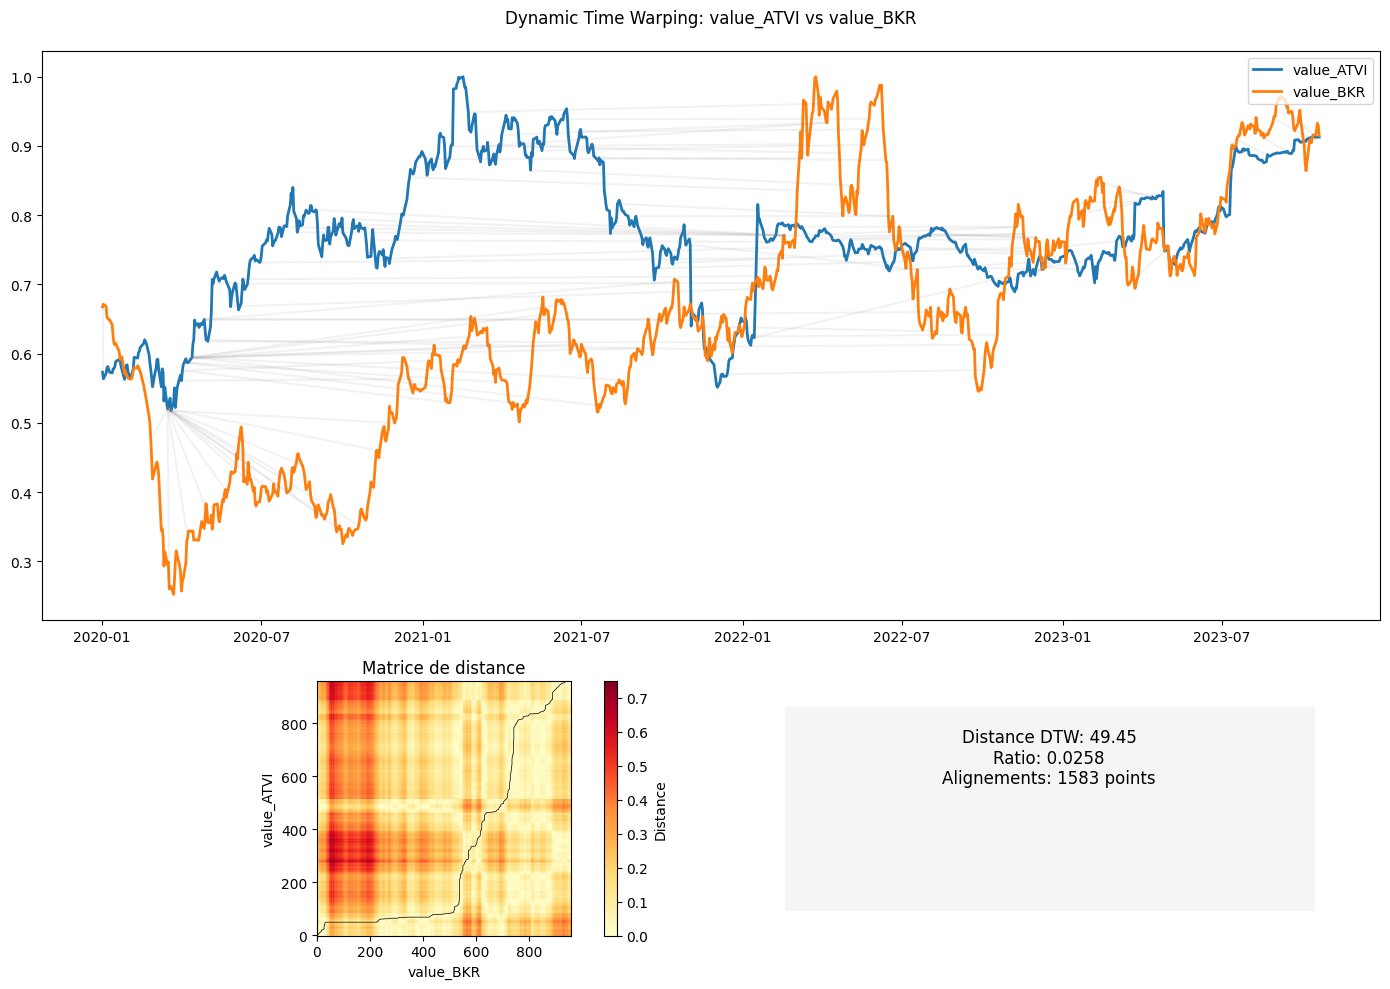 Dynamic Time Warping: value_ATVI vs value_BKR
value_ATVI
value_BKR
1.0
0.9
0.8
0.7
0.6
0.5
0.4
0.3
2020-01 2020-07 2021-01 2021-07 2022-01 2022-07 2023-01 2023-07
Matrice de distance
value_ATVI
800
600
400
200
0
0 200 400 600 800
value_BKR
0.7
0.6
0.5
0.4
0.3
0.2
0.1
0.0
Distance
Distance DTW: 49.45
Ratio: 0.0258
Alignements: 1583 points